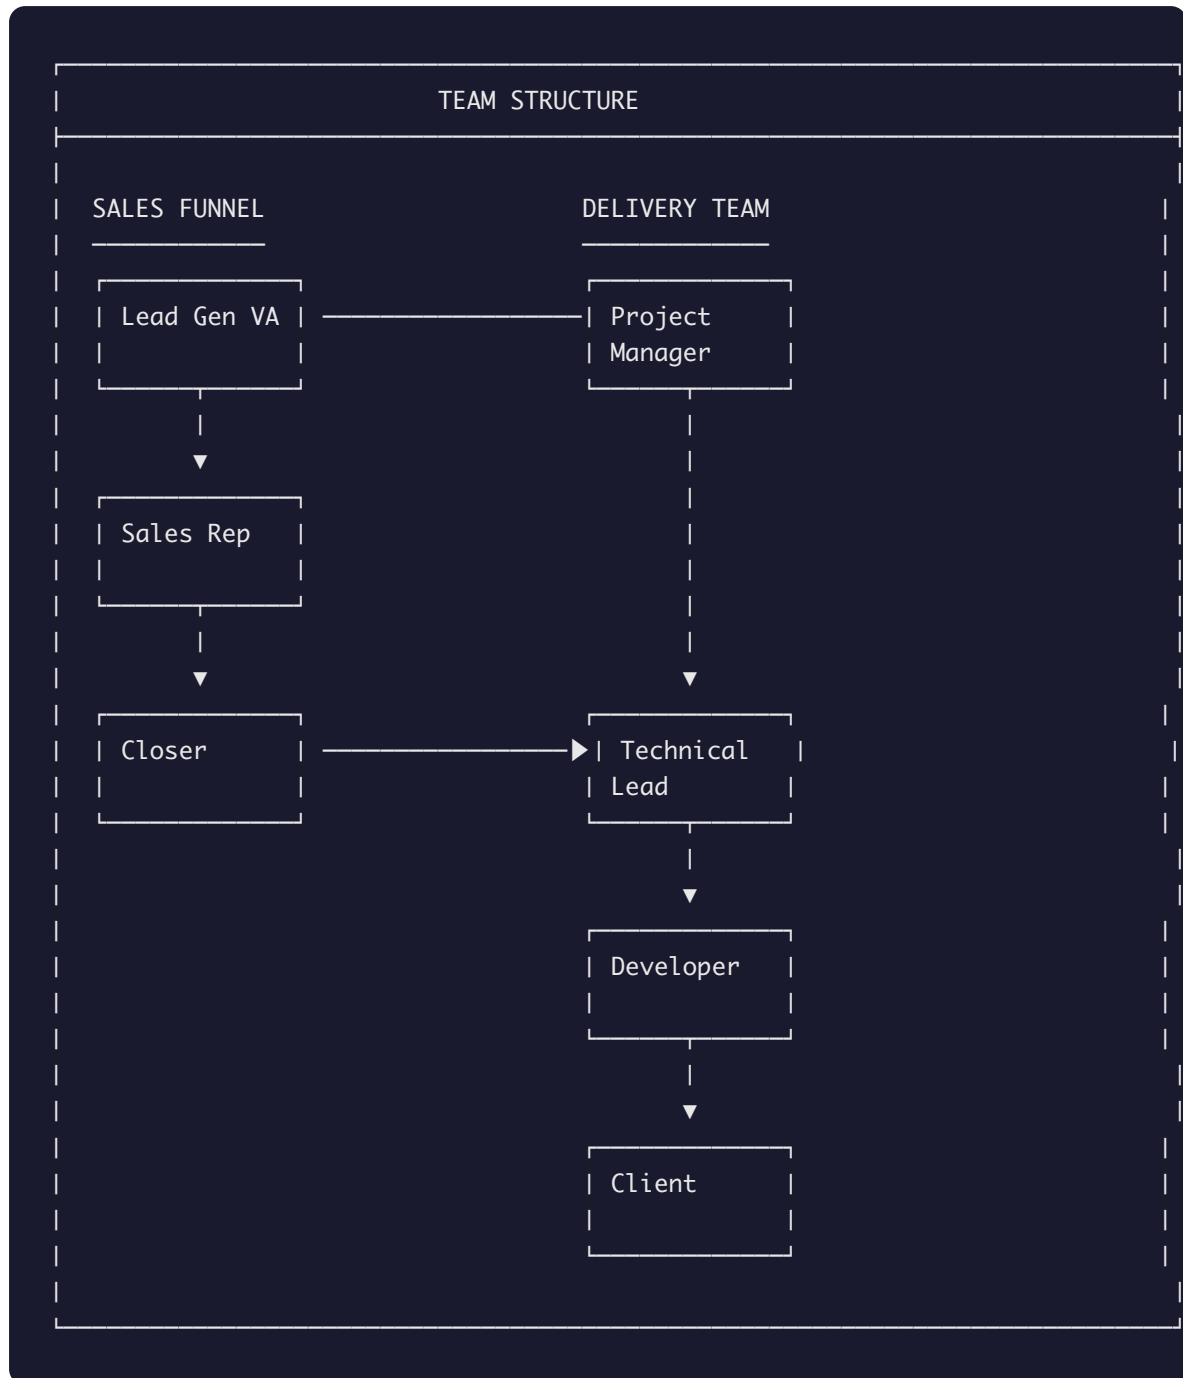 TEAM STRUCTURE
SALES FUNNEL DELIVERY TEAM
Lead Gen VA Project
Manager
Sales Rep
Closer Technical
Lead
Developer
Client